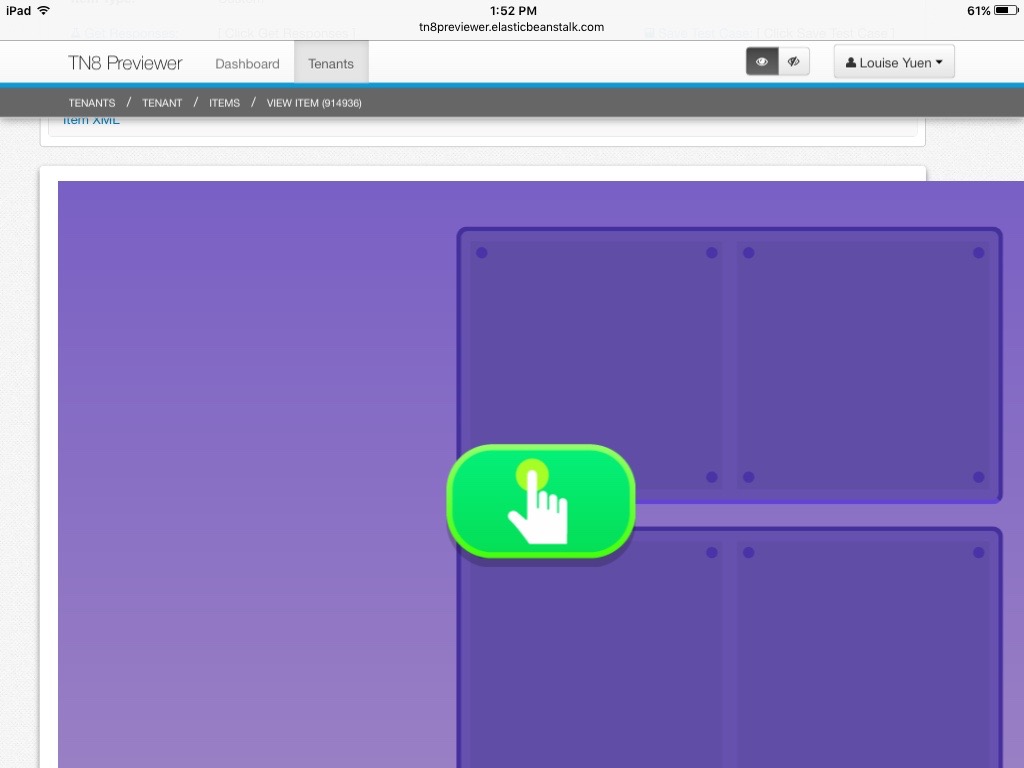 iPad 1:52 PM 61%
tn8previewer.elasticbeanstalk.com
TN8 Previewer Dashboard Tenants Louise Yuen
TENANTS / TENANT / ITEMS / VIEW ITEM (914936)
Item XML